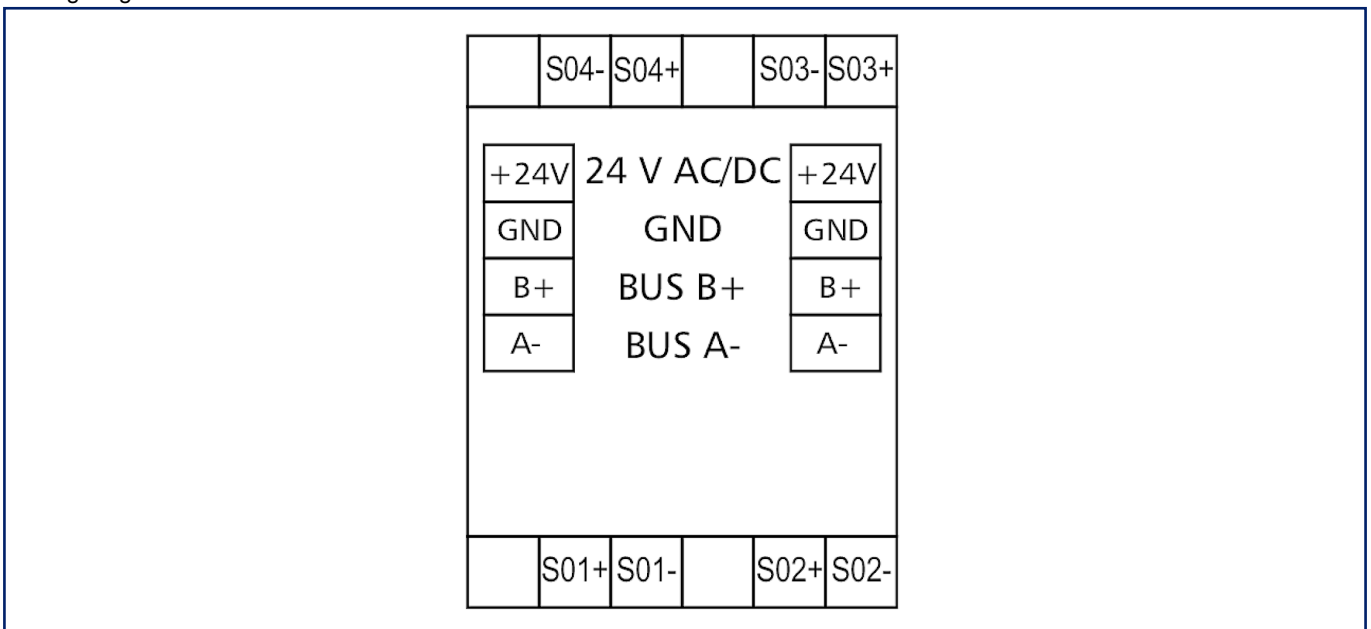 S04- S04+ S03- S03+
+24V 24 V AC/DC +24V
GND GND GND
B+ BUS B+ B+
A- BUS A- A-
S01+ S01- S02+ S02-